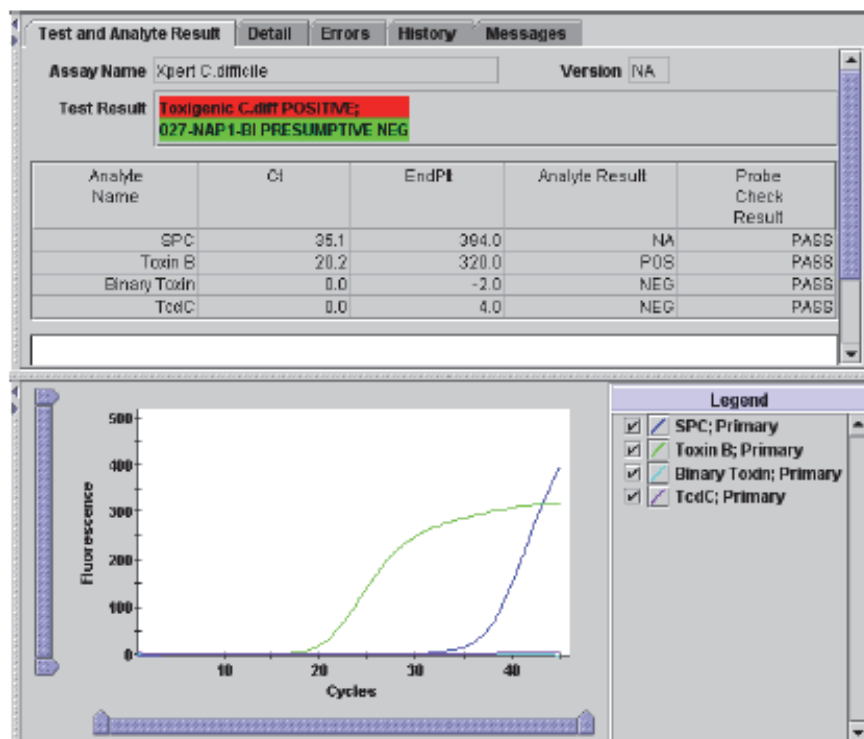 Test and Analyte Result Detail Errors History Messages
Assay Name Xpert C.difficile Version NA
Test Result Toxigenic C.diff POSITIVE;
027-NAP1-BI PRESUMPTIVE NEG
Analyte Name Ct EndPt Analyte Result Probe Check Result
SPC 35.1 394.0 NA PASS
Toxin B 20.2 320.0 POS PASS
Binary Toxin 0.0 -2.0 NEG PASS
TcdC 0.0 4.0 NEG PASS
Legend
SPC; Primary
Toxin B; Primary
Binary Toxin; Primary
TcdC; Primary
500
400
300
200
100
0
Fluorescence
10 20 30 40
Cycles